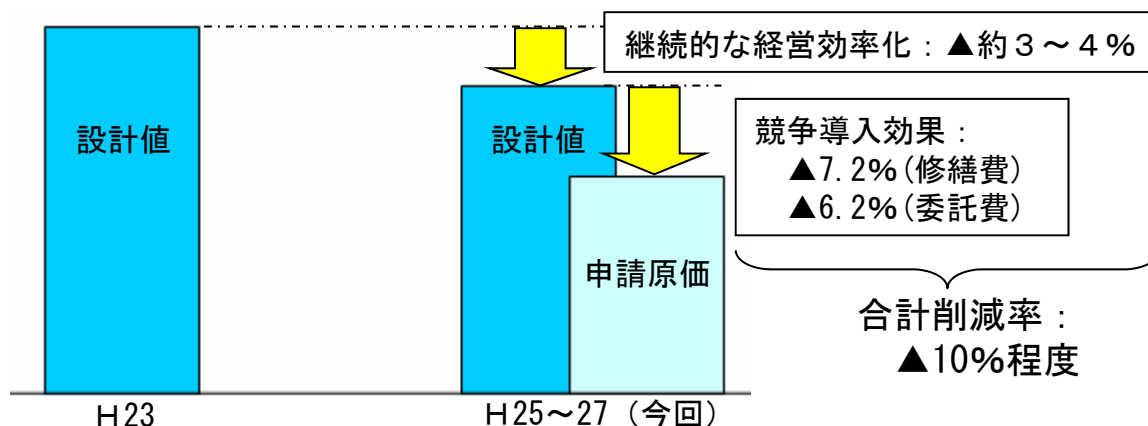 継続的な経営効率化：▲約３～４％
設計値
設計値
競争導入効果：
▲7.2％(修繕費)
▲6.2％(委託費)
申請原価
合計削減率：
▲10％程度
Ｈ23
Ｈ25～27（今回）